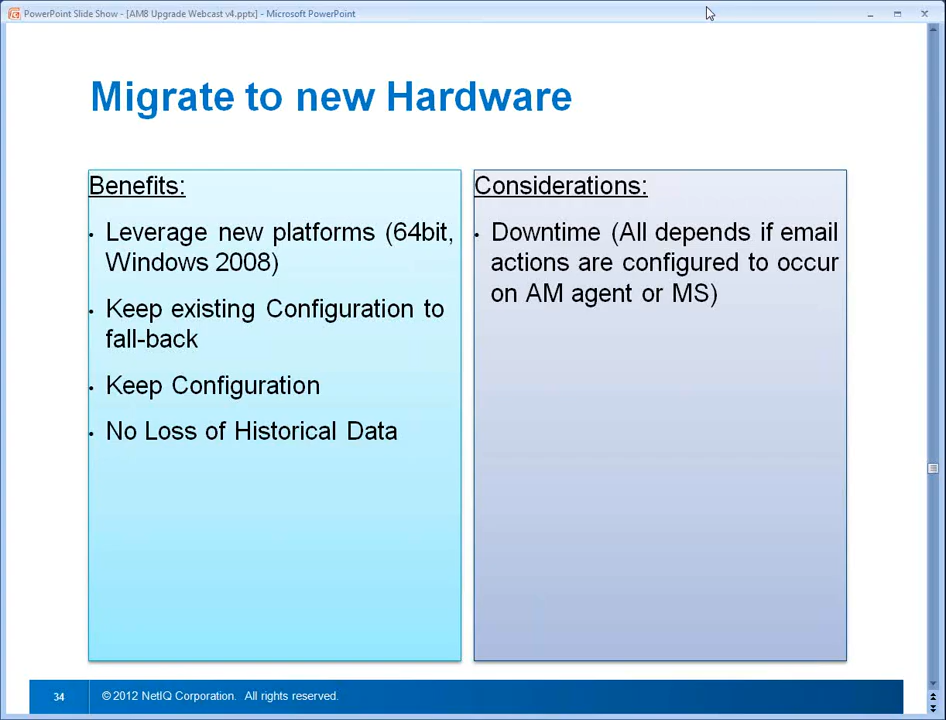 PowerPoint Slide Show - [AM8 Upgrade Webcast v4.pptx] - Microsoft PowerPoint
Migrate to new Hardware
Benefits:
• Leverage new platforms (64bit,
Windows 2008)
• Keep existing Configuration to
fall-back
• Keep Configuration
• No Loss of Historical Data
Considerations:
• Downtime (All depends if email
actions are configured to occur
on AM agent or MS)
34 © 2012 NetIQ Corporation. All rights reserved.